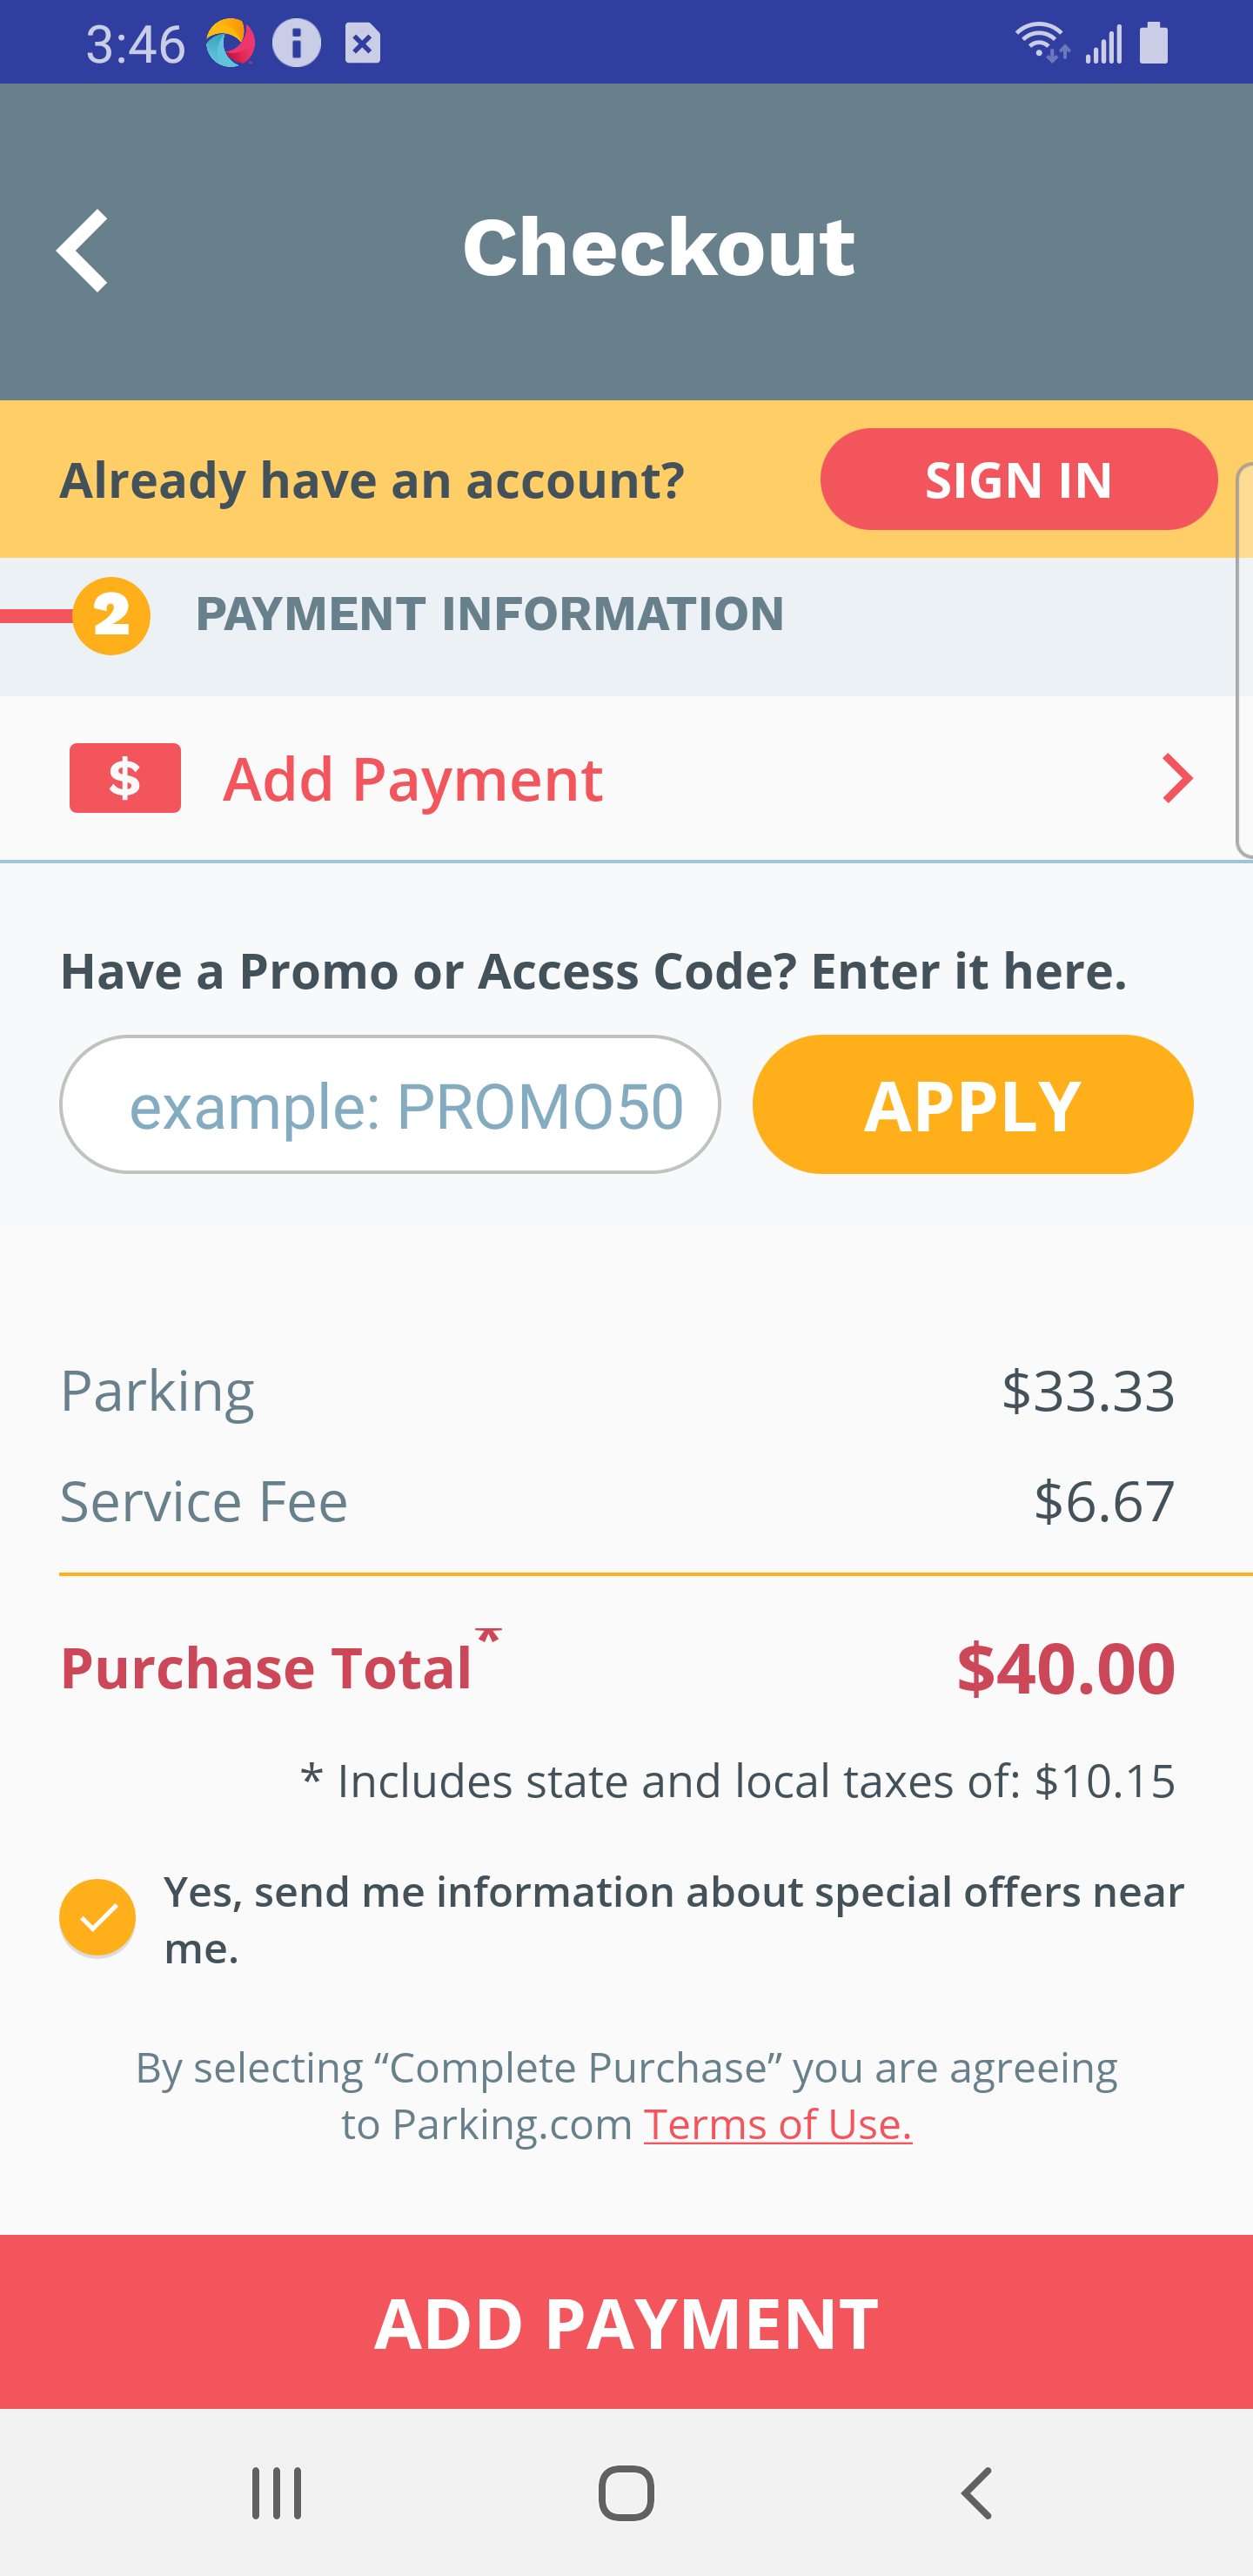 3:46
Checkout
Already have an account?
SIGN IN
2
PAYMENT INFORMATION
$
Add Payment
Have a Promo or Access Code? Enter it here.
example: PROMO50
APPLY
Parking
$33.33
Service Fee
$6.67
Purchase Total*
$40.00
* Includes state and local taxes of: $10.15
Yes, send me information about special offers near
me.
By selecting “Complete Purchase” you are agreeing
to Parking.com Terms of Use.
ADD PAYMENT